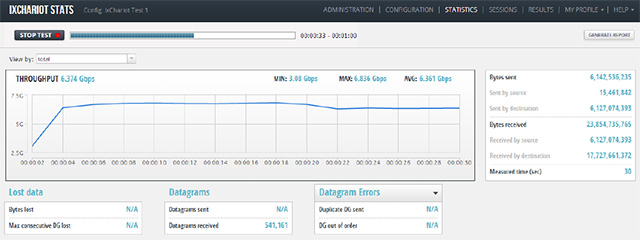 IXCHARIOT STATS
Config: IxChariot Test 1
ADMINISTRATION | CONFIGURATION | STATISTICS | SESSIONS | RESULTS | MY PROFILE | HELP
STOP TEST
00:00:33 - 00:01:00
GENERATE REPORT
View by: total
THROUGHPUT 6.374 Gbps
MIN: 3.08 Gbps MAX: 6.836 Gbps AVG: 6.361 Gbps
7.5G
5G
2.5G
00:00:02 00:00:04 00:00:06 00:00:08 00:00:10 00:00:12 00:00:14 00:00:16 00:00:18 00:00:20 00:00:22 00:00:24 00:00:26 00:00:28 00:00:30
Bytes sent 6,142,536,235
Sent by source 15,461,842
Sent by destination 6,127,074,393
Bytes received 23,854,735,765
Received by source 6,127,074,393
Received by destination 17,727,661,372
Measured time (sec) 30
Lost data
Bytes lost N/A
Max consecutive DG lost N/A
Datagrams
Datagrams sent N/A
Datagrams received 541,161
Datagram Errors
Duplicate DG sent N/A
DG out of order N/A